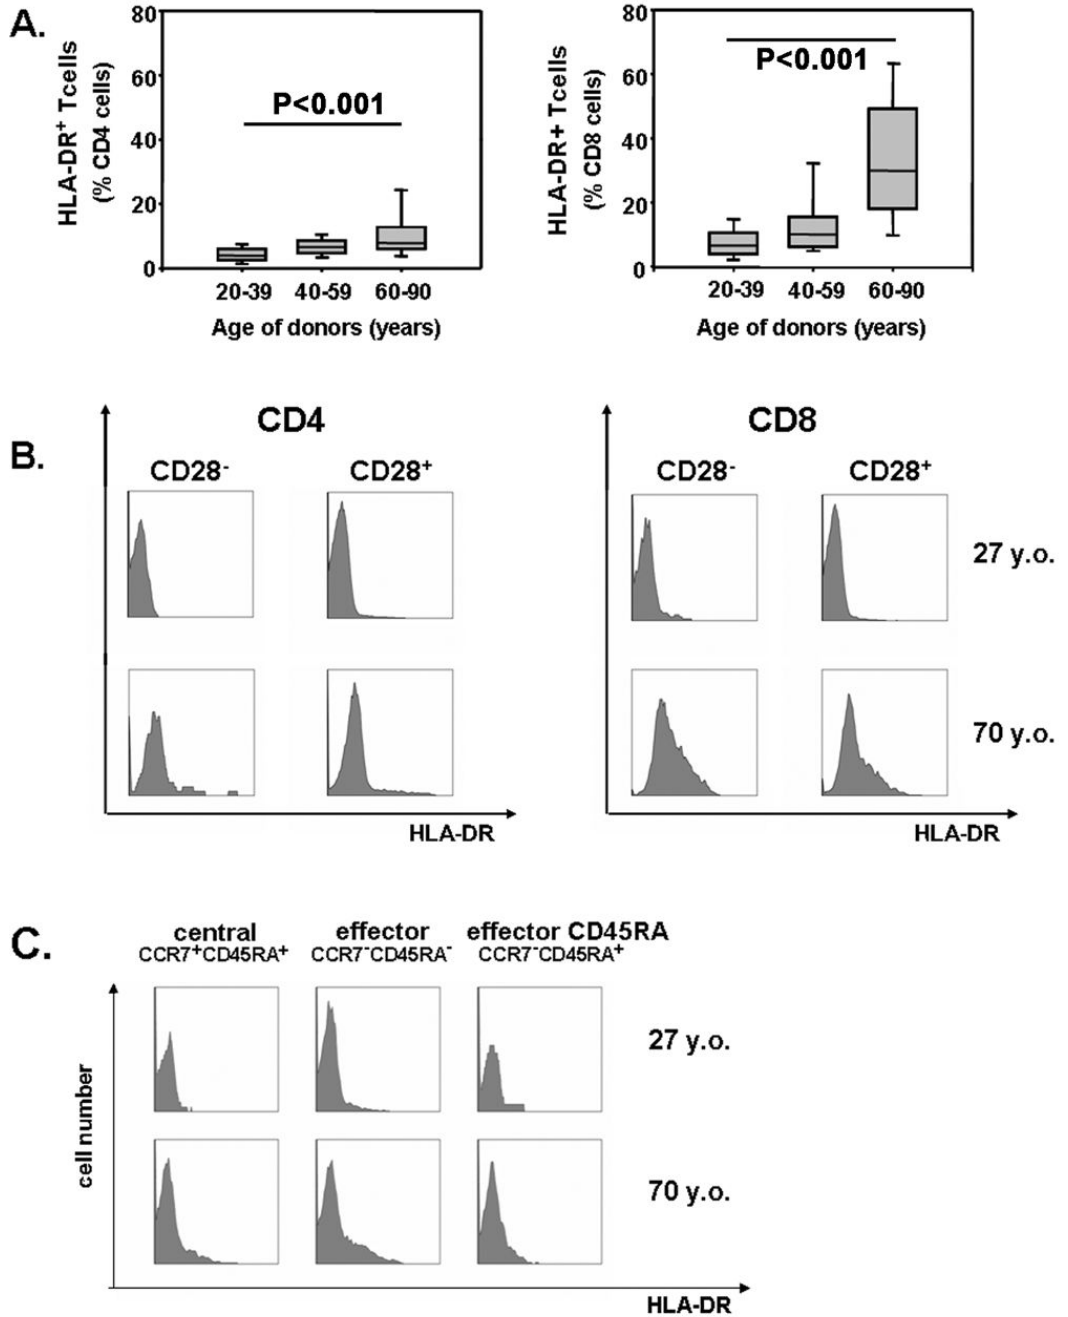 A.
HLA-DR⁺ Tcells
(% CD4 cells)
80
60
40
20
0
P<0.001
20-39 40-59 60-90
Age of donors (years)
HLA-DR+ Tcells
(% CD8 cells)
80
60
40
20
0
P<0.001
20-39 40-59 60-90
Age of donors (years)
B.
CD4
CD28⁻ CD28⁺
HLA-DR
CD8
CD28⁻ CD28⁺
27 y.o.
70 y.o.
HLA-DR
C.
central effector effector CD45RA
CCR7⁺CD45RA⁺ CCR7⁻CD45RA⁻ CCR7⁻CD45RA⁺
cell number
27 y.o.
70 y.o.
HLA-DR